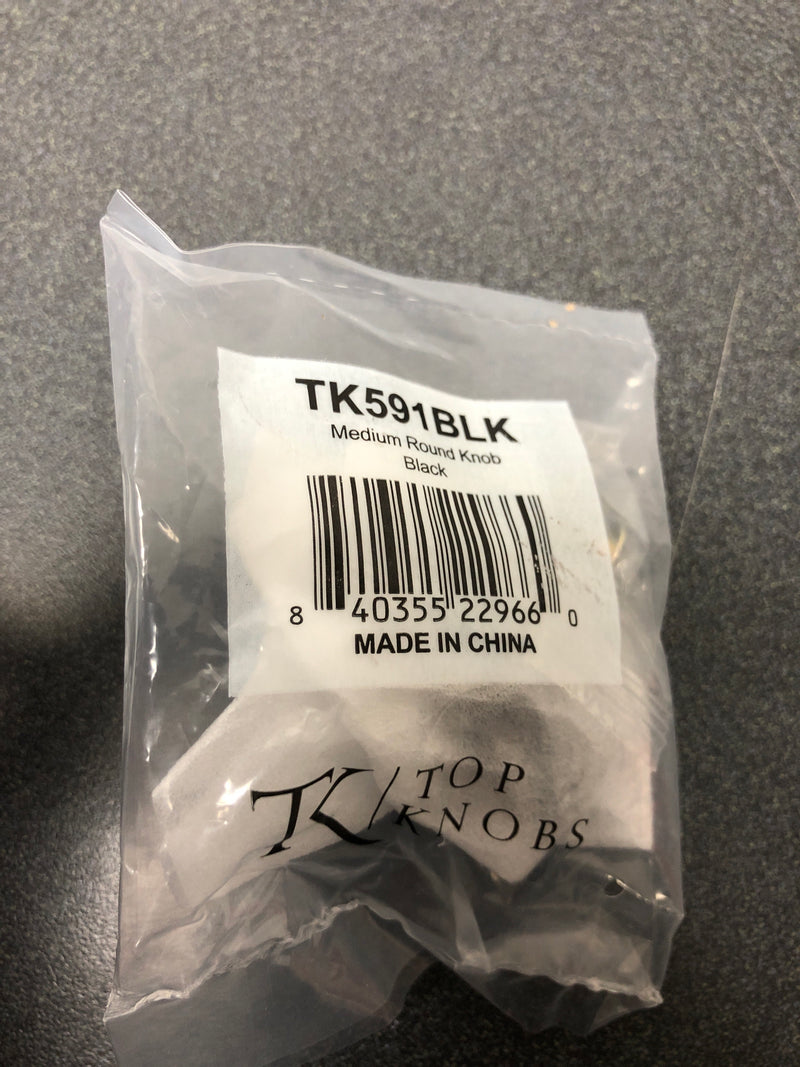 TK591BLK
Medium Round Knob
Black
8 40355 22966 0
MADE IN CHINA
TK / TOP
KNOBS